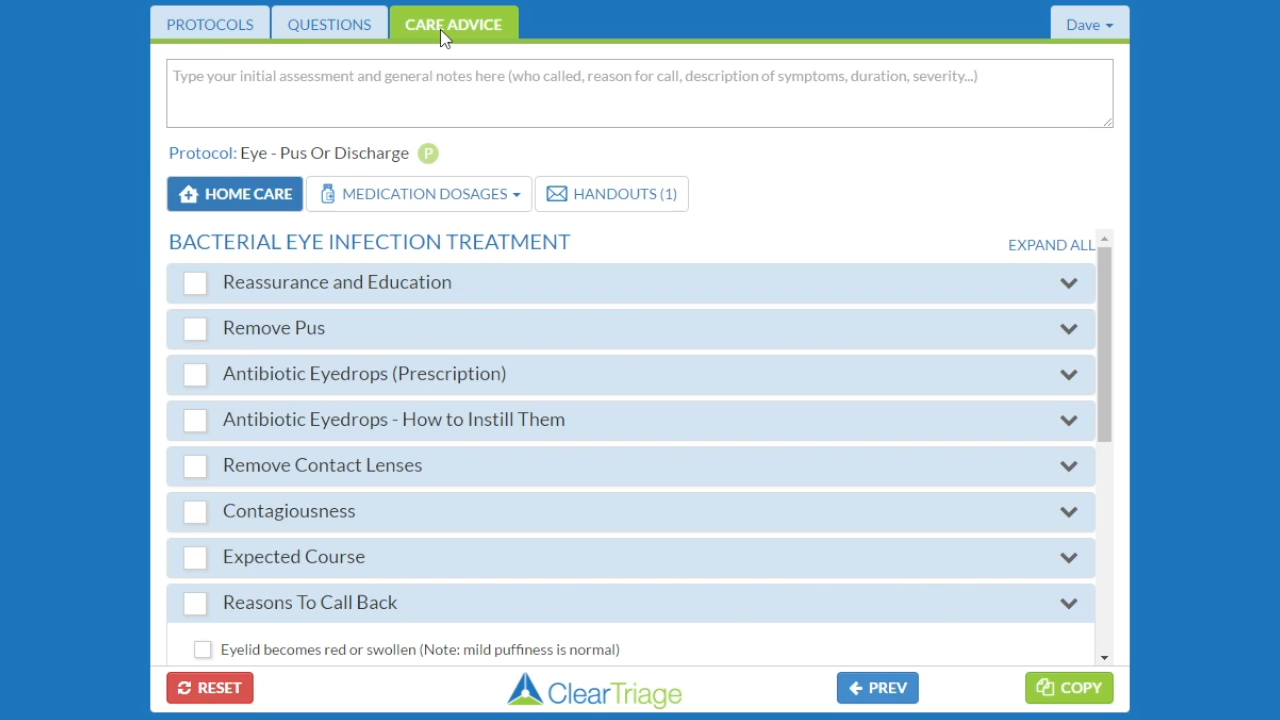 PROTOCOLS QUESTIONS CARE ADVICE Dave
Type your initial assessment and general notes here (who called, reason for call, description of symptoms, duration, severity...)
Protocol: Eye - Pus Or Discharge P
HOME CARE MEDICATION DOSAGES HANDOUTS (1)
BACTERIAL EYE INFECTION TREATMENT EXPAND ALL
Reassurance and Education
Remove Pus
Antibiotic Eyedrops (Prescription)
Antibiotic Eyedrops - How to Instill Them
Remove Contact Lenses
Contagiousness
Expected Course
Reasons To Call Back
Eyelid becomes red or swollen (Note: mild puffiness is normal)
RESET ClearTriage PREV COPY